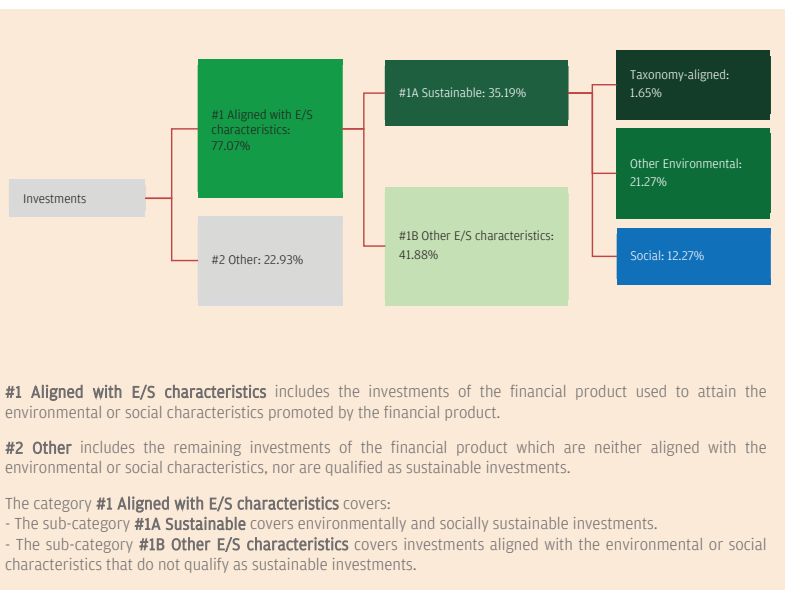 Investments
#1 Aligned with E/S
characteristics:
77.07%
#2 Other: 22.93%
#1A Sustainable: 35.19%
#1B Other E/S characteristics:
41.88%
Taxonomy-aligned:
1.65%
Other Environmental:
21.27%
Social: 12.27%
#1 Aligned with E/S characteristics includes the investments of the financial product used to attain the
environmental or social characteristics promoted by the financial product.
#2 Other includes the remaining investments of the financial product which are neither aligned with the
environmental or social characteristics, nor are qualified as sustainable investments.
The category #1 Aligned with E/S characteristics covers:
- The sub-category #1A Sustainable covers environmentally and socially sustainable investments.
- The sub-category #1B Other E/S characteristics covers investments aligned with the environmental or social
characteristics that do not qualify as sustainable investments.